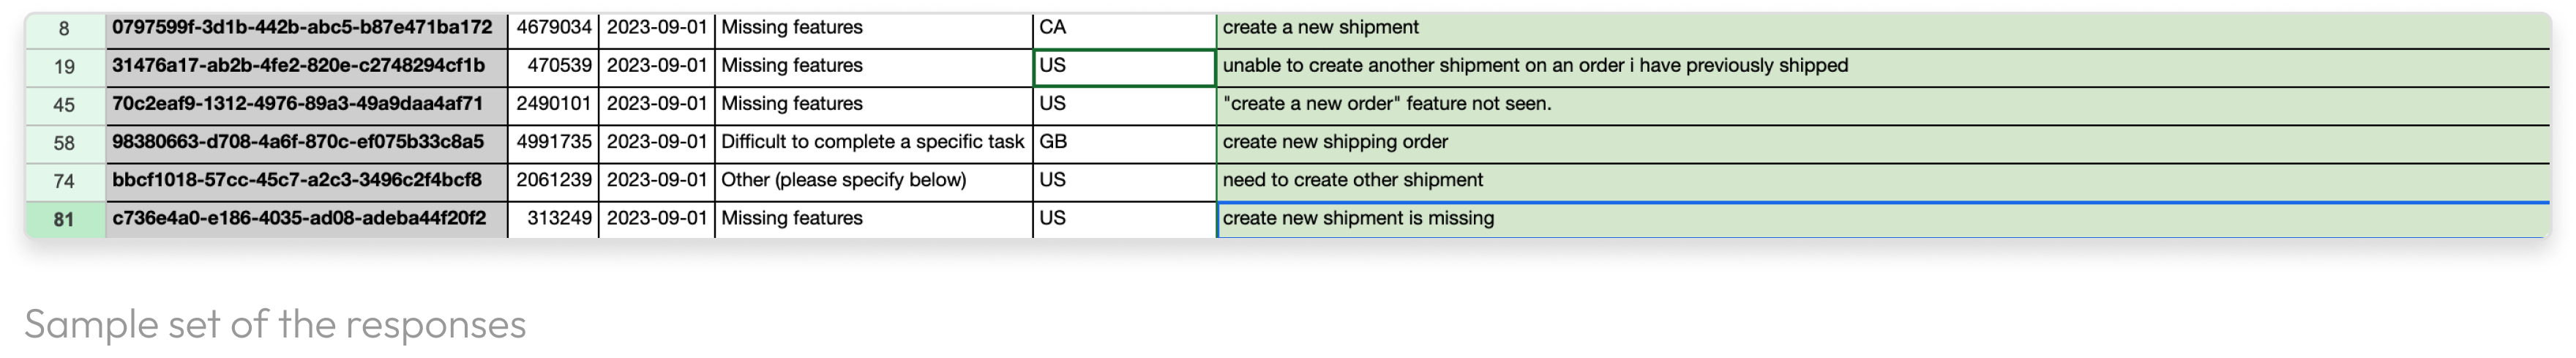 8 0797599f-3d1b-442b-abc5-b87e471ba172 4679034 2023-09-01 Missing features CA create a new shipment
19 31476a17-ab2b-4fe2-820e-c2748294cf1b 470539 2023-09-01 Missing features US unable to create another shipment on an order i have previously shipped
45 70c2eaf9-1312-4976-89a3-49a9daa4af71 2490101 2023-09-01 Missing features US "create a new order" feature not seen.
58 98380663-d708-4a6f-870c-ef075b33c8a5 4991735 2023-09-01 Difficult to complete a specific task GB create new shipping order
74 bbcf1018-57cc-45c7-a2c3-3496c2f4bcf8 2061239 2023-09-01 Other (please specify below) US need to create other shipment
81 c736e4a0-e186-4035-ad08-adeba44f20f2 313249 2023-09-01 Missing features US create new shipment is missing
Sample set of the responses